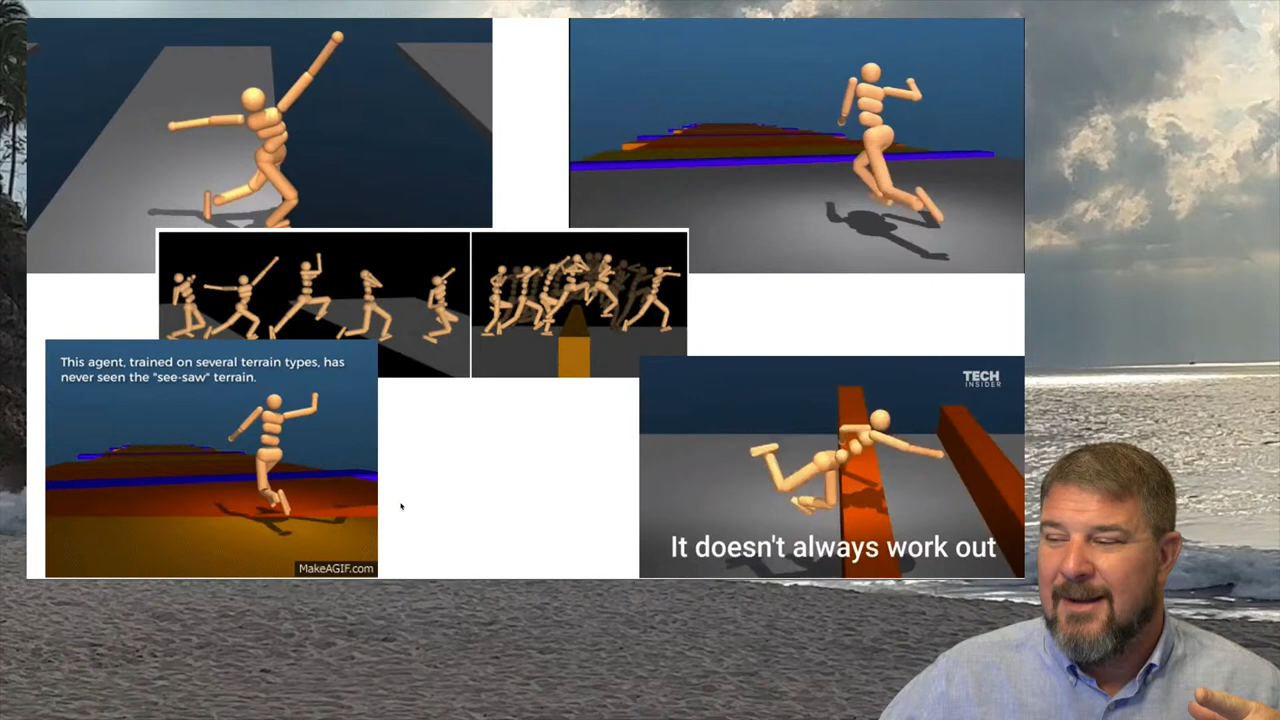 This agent, trained on several terrain types, has
never seen the "see-saw" terrain.
MakeAGIF.com
TECH
INSIDER
It doesn't always work out